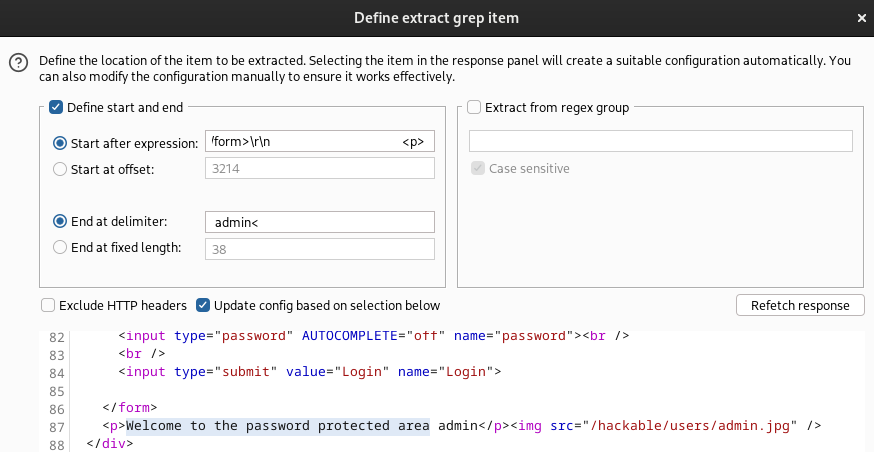 Define extract grep item
×
Define the location of the item to be extracted. Selecting the item in the response panel will create a suitable configuration automatically. You
can also modify the configuration manually to ensure it works effectively.
Define start and end
Start after expression: /form>\r\n <p>
Start at offset: 3214
End at delimiter: admin<
End at fixed length: 38
Extract from regex group
Case sensitive
Exclude HTTP headers Update config based on selection below Refetch response
82 <input type="password" AUTOCOMPLETE="off" name="password"><br />
83 <br />
84 <input type="submit" value="Login" name="Login">
85
86 </form>
87 <p>Welcome to the password protected area admin</p><img src="/hackable/users/admin.jpg" />
88 </div>